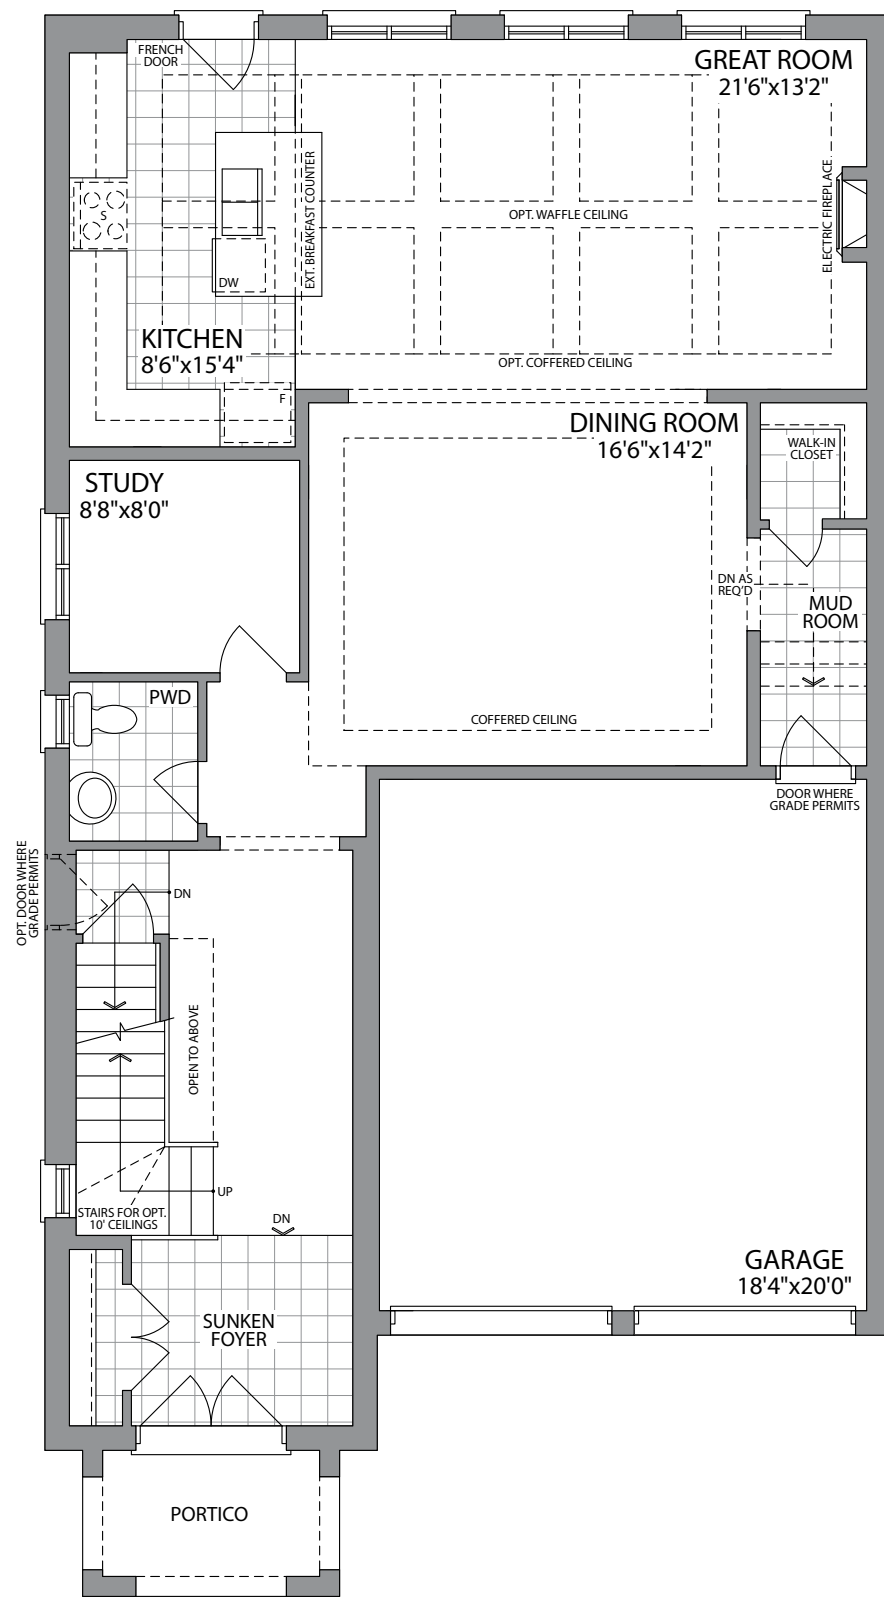 FRENCH
DOOR
GREAT ROOM
21'6"x13'2"
EXT. BREAKFAST COUNTER
ELECTRIC FIREPLACE
S
OPT. WAFFLE CEILING
DW
KITCHEN
8'6"x15'4"
OPT. COFFERED CEILING
F
DINING ROOM
16'6"x14'2"
WALK-IN
CLOSET
STUDY
8'8"x8'0"
DN AS
REQ'D
MUD
ROOM
PWD
COFFERED CEILING
DOOR WHERE
GRADE PERMITS
OPT. DOOR WHERE
GRADE PERMITS
DN
OPEN TO ABOVE
UP
STAIRS FOR OPT.
10' CEILINGS
DN
GARAGE
18'4"x20'0"
SUNKEN
FOYER
PORTICO